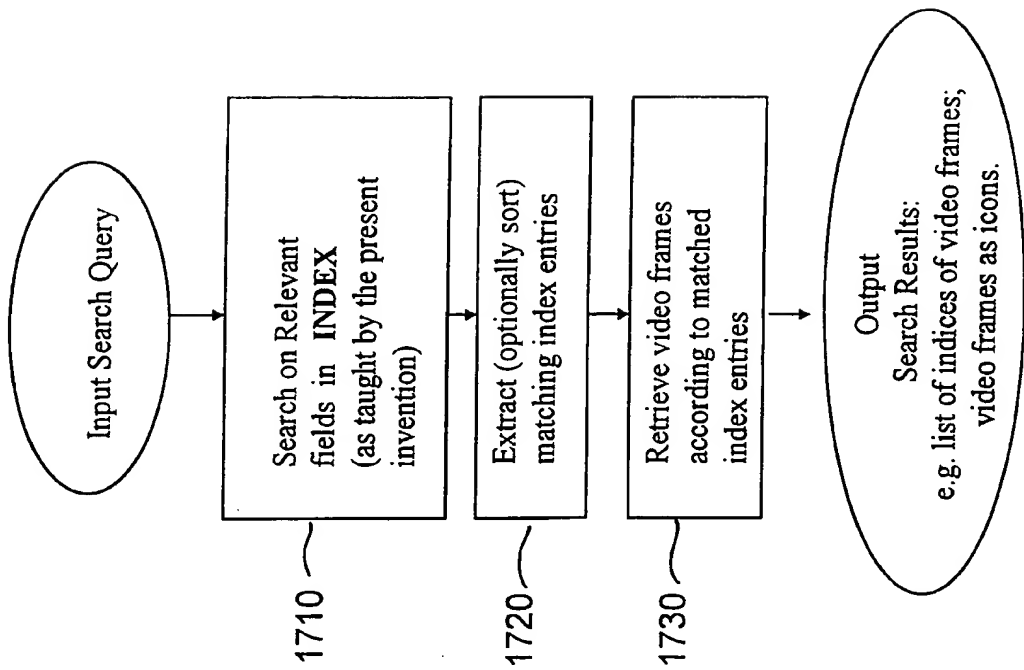 Input Search Query
1710
Search on Relevant
fields in INDEX
(as taught by the present
invention)
1720
Extract (optionally sort)
matching index entries
1730
Retrieve video frames
according to matched
index entries
Output
Search Results:
e.g. list of indices of video frames;
video frames as icons.